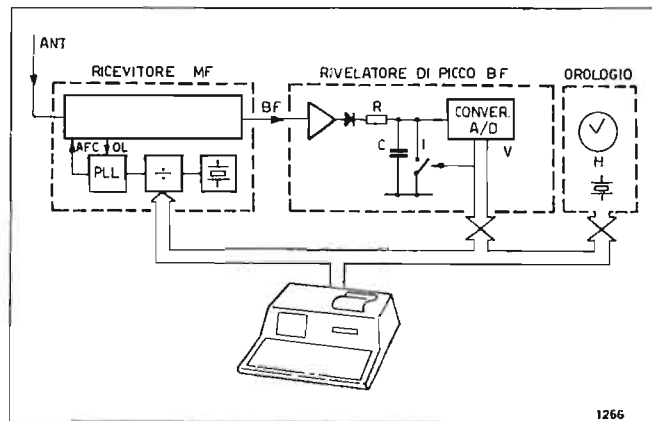 ANT
RICEVITORE MF
BF
RIVELATORE DI PICCO BF
OROLOGIO
R
CONVER.
A/D
C
I
V
H
AFC
OL
PLL
÷
1266